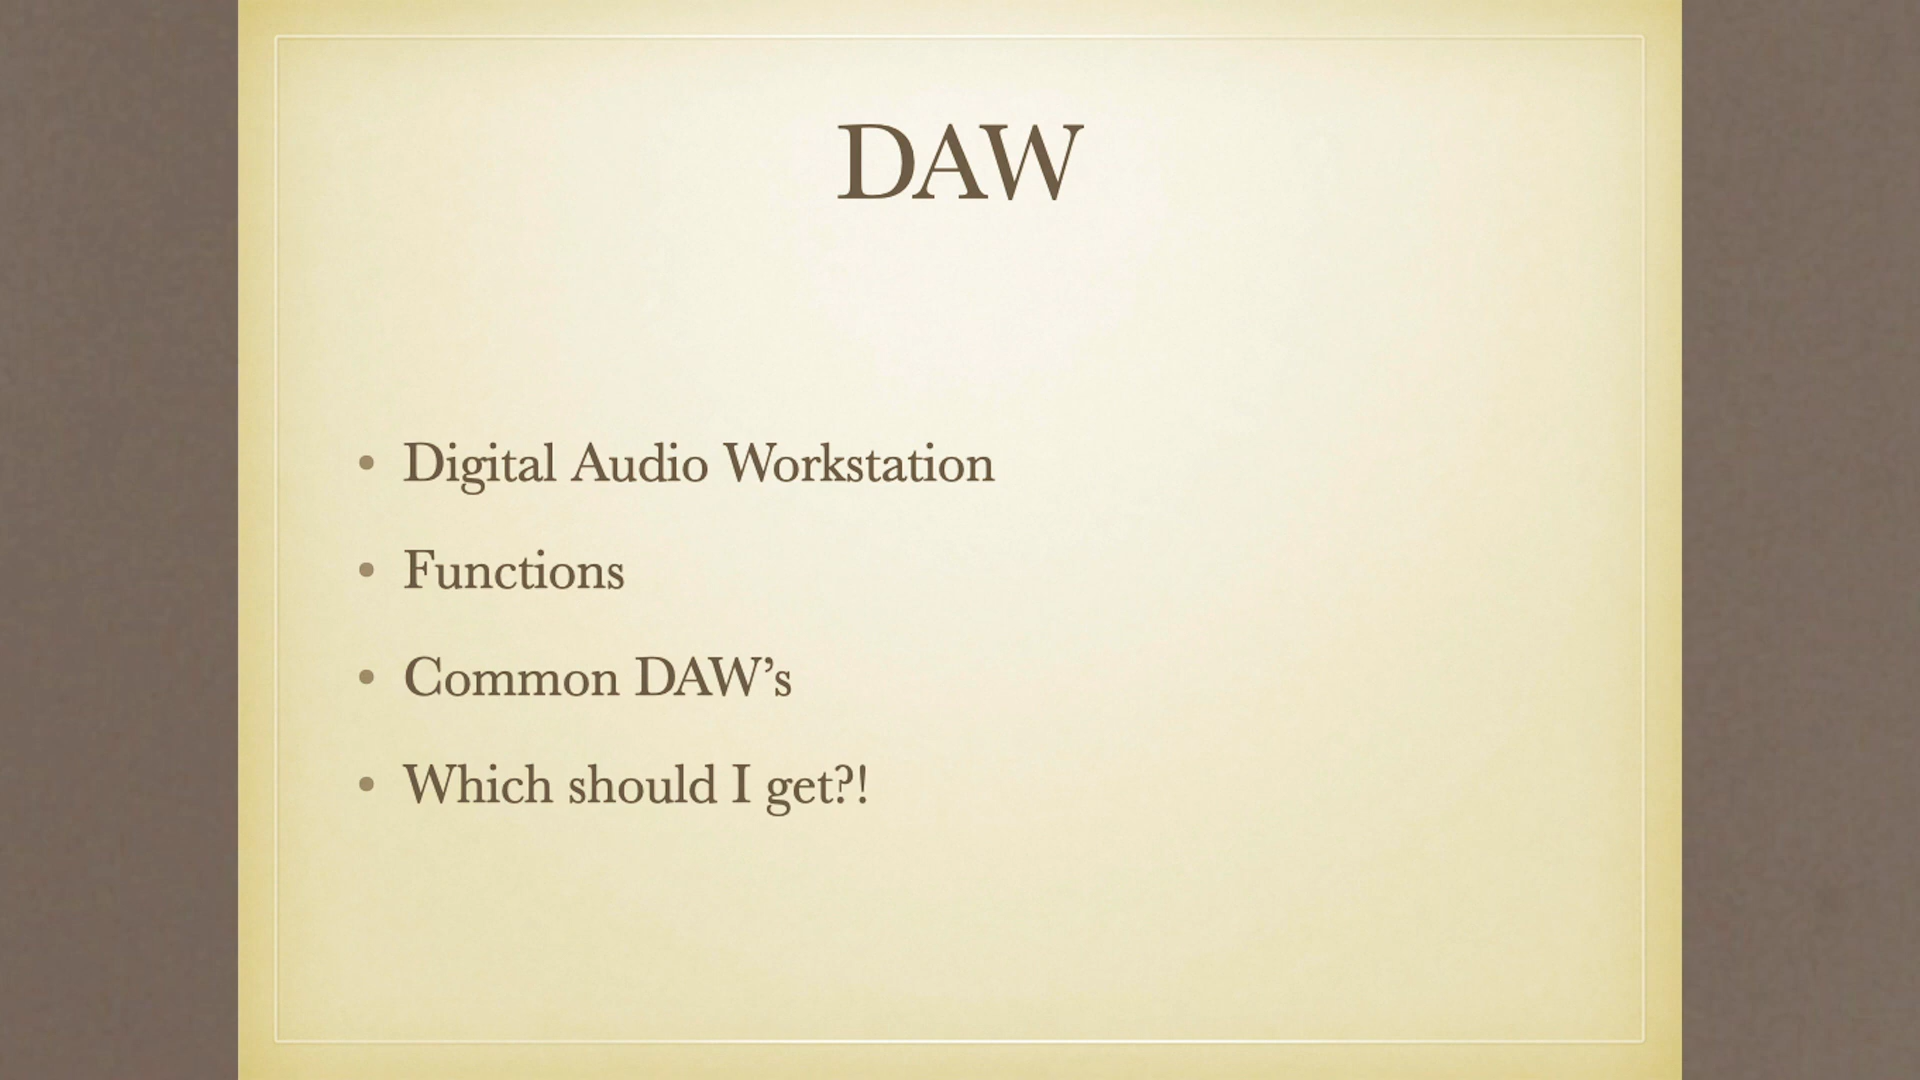 DAW
• Digital Audio Workstation
• Functions
• Common DAW’s
• Which should I get?!